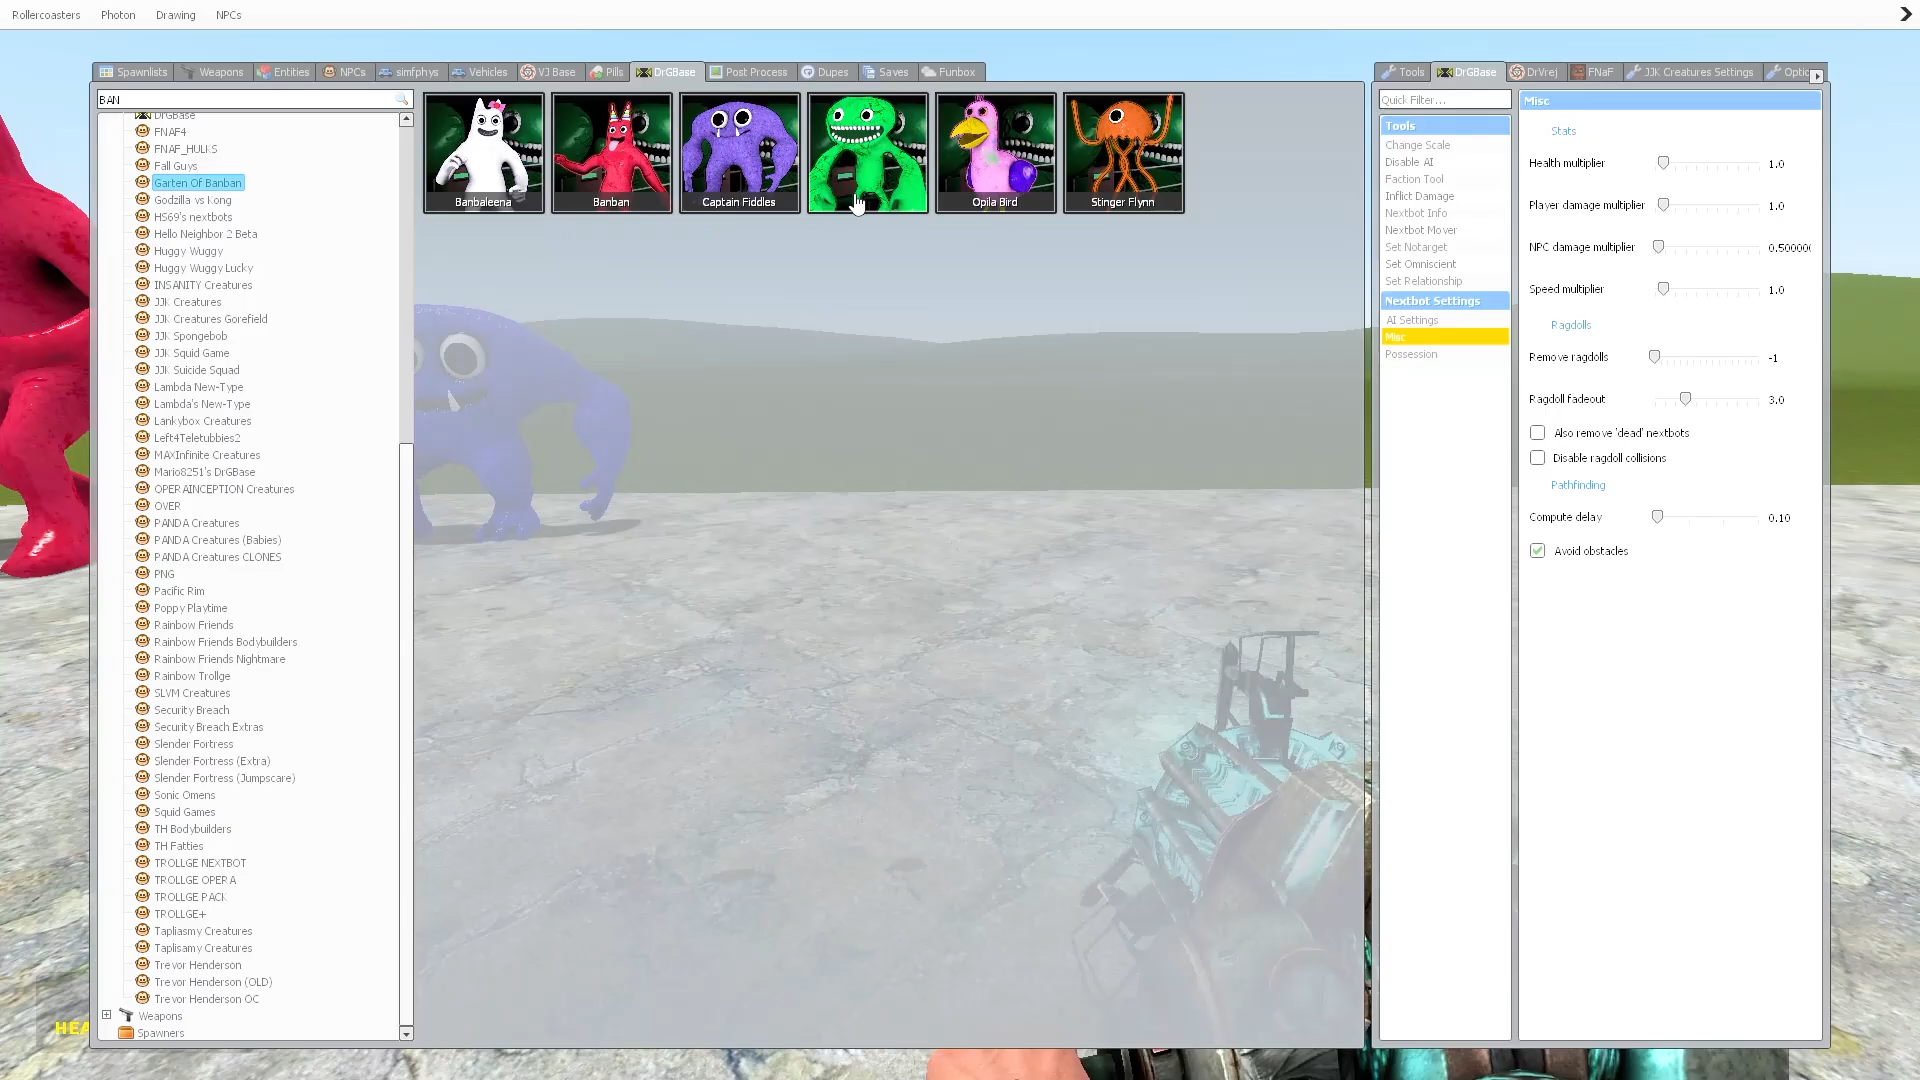 Rollercoasters Photon Drawing NPCs
Spawnlists Weapons Entities NPCs simfphys Vehicles VJ Base Pills DrGBase Post Process Dupes Saves Funbox
Tools DrGBase DrVrej FNaF JJK Creatures Settings Optic
BAN
DrGBase
FNAF4
FNAF_HULKS
Fall Guys
Garten Of Banban
Godzilla vs Kong
HS69's nextbots
Hello Neighbor 2 Beta
Huggy Wuggy
Huggy Wuggy Lucky
INSANITY Creatures
JJK Creatures
JJK Creatures Gorefield
JJK Spongebob
JJK Squid Game
JJK Suicide Squad
Lambda New-Type
Lambda's New-Type
Lankybox Creatures
Left4Teletubbies2
MAXInfinite Creatures
Mario8251's DrGBase
OPERAINCEPTION Creatures
OVER
PANDA Creatures
PANDA Creatures (Babies)
PANDA Creatures CLONES
PNG
Pacific Rim
Poppy Playtime
Rainbow Friends
Rainbow Friends Bodybuilders
Rainbow Friends Nightmare
Rainbow Trollge
SLVM Creatures
Security Breach
Security Breach Extras
Slender Fortress
Slender Fortress (Extra)
Slender Fortress (Jumpscare)
Sonic Omens
Squid Games
TH Bodybuilders
TH Fatties
TROLLGE NEXTBOT
TROLLGE OPERA
TROLLGE PACK
TROLLGE+
Tapliasmy Creatures
Taplisamy Creatures
Trevor Henderson
Trevor Henderson (OLD)
Trevor Henderson OC
Weapons
Spawners
Banbaleena Banban Captain Fiddles Opila Bird Stinger Flynn
Quick Filter...
Tools
Change Scale
Disable AI
Faction Tool
Inflict Damage
Nextbot Info
Nextbot Mover
Set Notarget
Set Omniscient
Set Relationship
Nextbot Settings
AI Settings
Misc
Possession
Misc
Stats
Health multiplier 1.0
Player damage multiplier 1.0
NPC damage multiplier 0.50000
Speed multiplier 1.0
Ragdolls
Remove ragdolls -1
Ragdoll fadeout 3.0
Also remove 'dead' nextbots
Disable ragdoll collisions
Pathfinding
Compute delay 0.10
Avoid obstacles
HEA